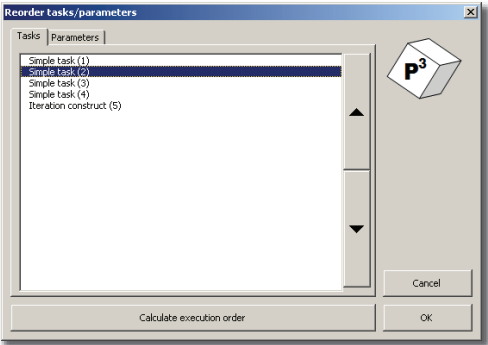 Reorder tasks/parameters
Tasks Parameters
Simple task (1)
Simple task (2)
Simple task (3)
Simple task (4)
Iteration construct (5)
P3
Cancel
Calculate execution order OK